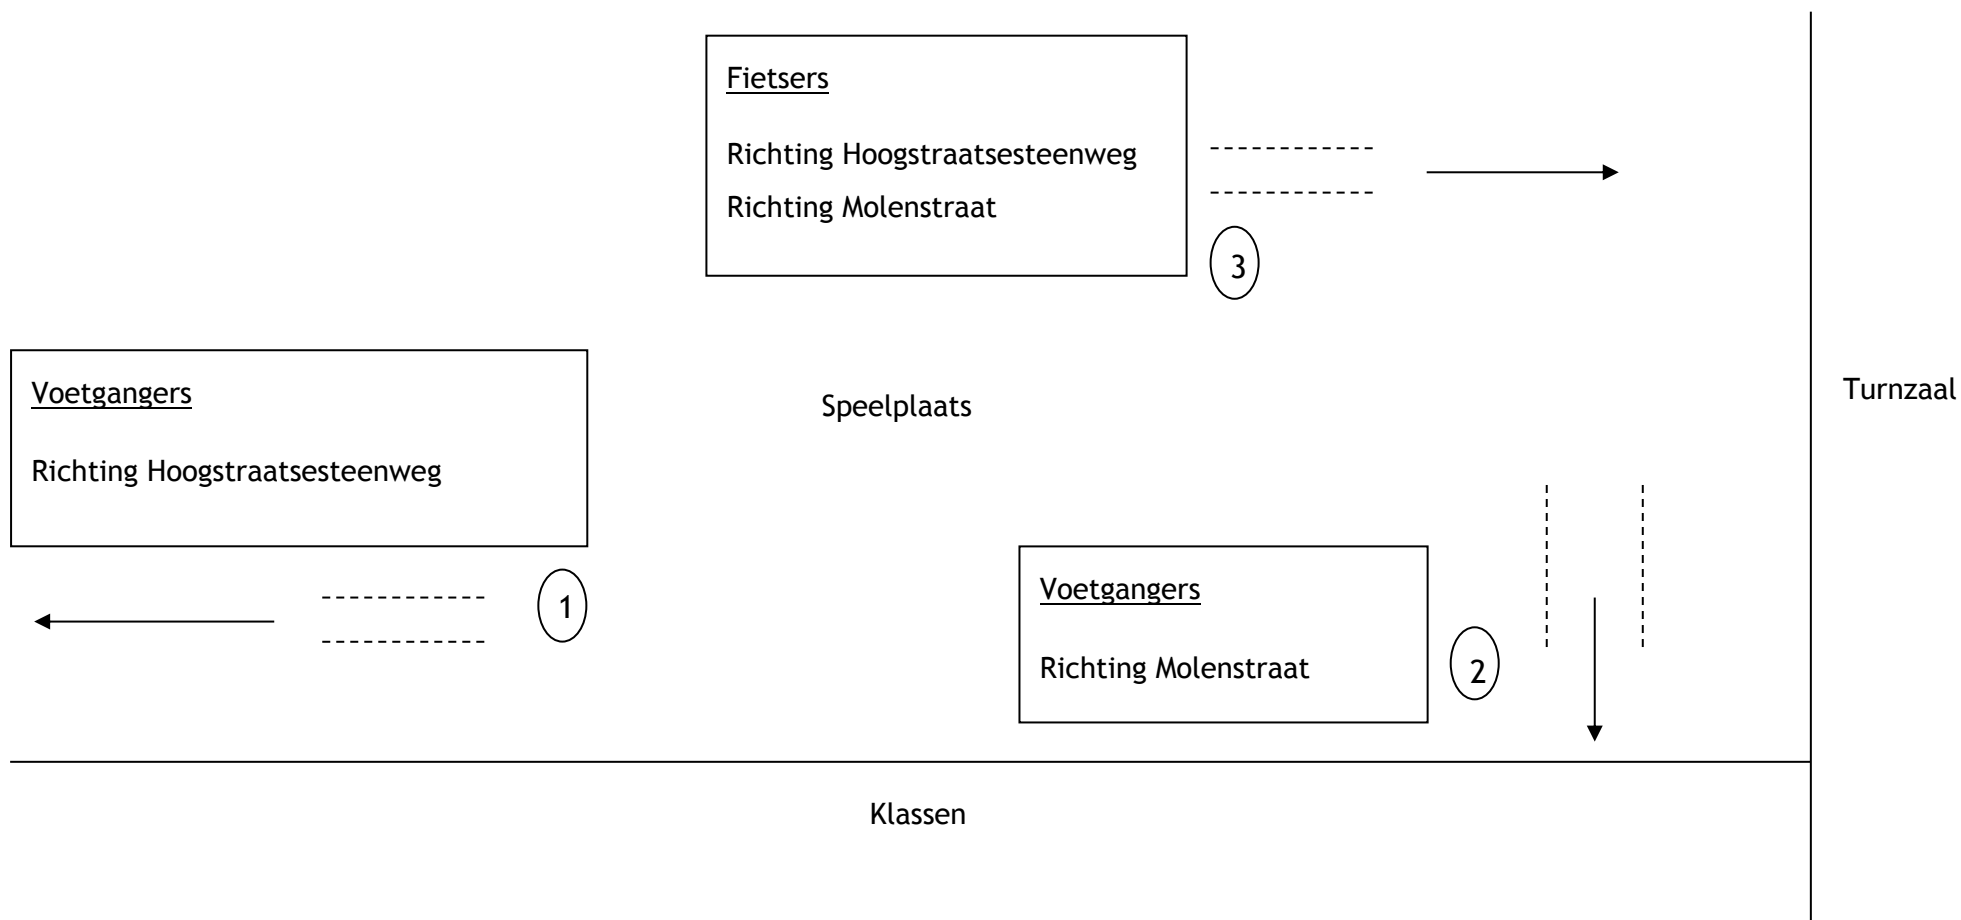 Fietsers
Richting Hoogstraatsesteenweg
Richting Molenstraat
3
Voetgangers
Richting Hoogstraatsesteenweg
Speelplaats
Turnzaal
1
Voetgangers
Richting Molenstraat
2
Klassen